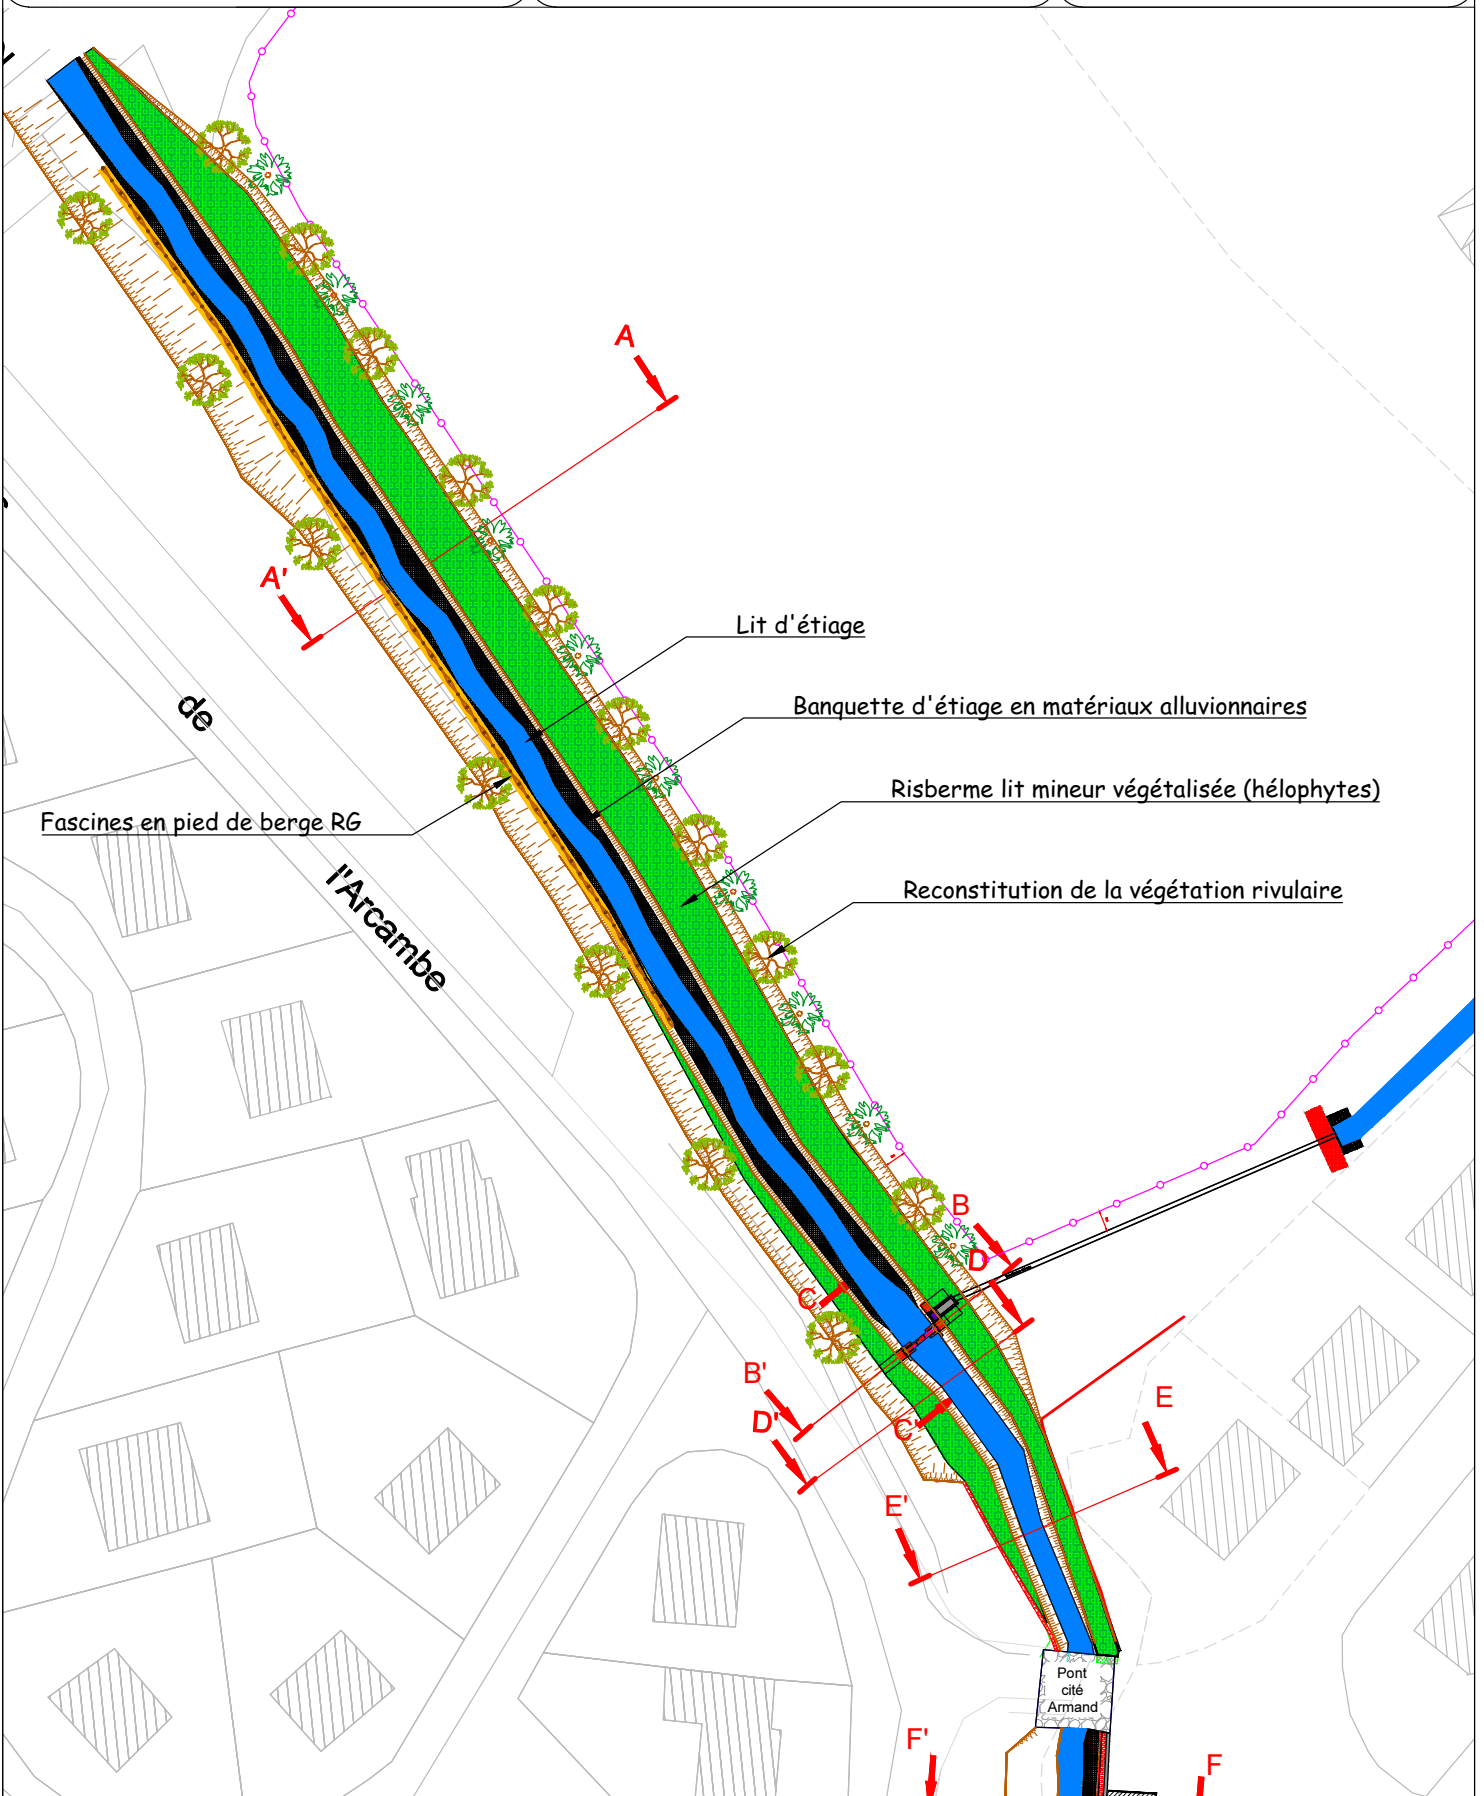 A
A'
Lit d'étiage
de
Banquette d'étiage en matériaux alluvionnaires
Risberme lit mineur végétalisée (hélophytes)
Fascines en pied de berge RG
l'Arcambe
Reconstitution de la végétation rivulaire
B
D
C
B'
D'
C'
E
E'
Pont
cité
Armand
F'
F